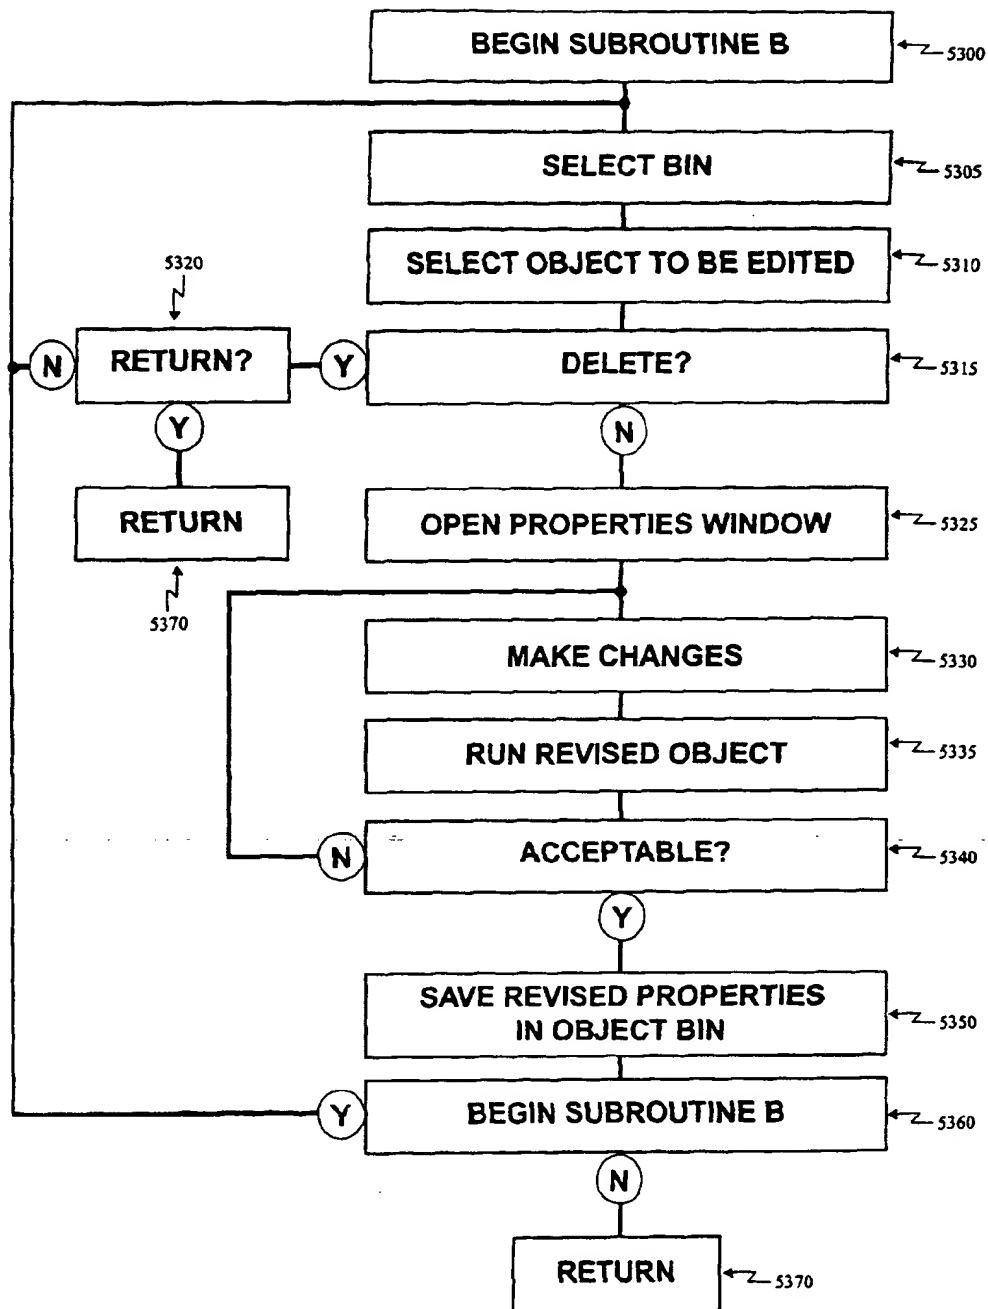 BEGIN SUBROUTINE B
5300
SELECT BIN
5305
SELECT OBJECT TO BE EDITED
5310
5320
N
RETURN?
Y
DELETE?
5315
Y
N
RETURN
5370
OPEN PROPERTIES WINDOW
5325
MAKE CHANGES
5330
RUN REVISED OBJECT
5335
N
ACCEPTABLE?
5340
Y
SAVE REVISED PROPERTIES
IN OBJECT BIN
5350
Y
BEGIN SUBROUTINE B
5360
N
RETURN
5370